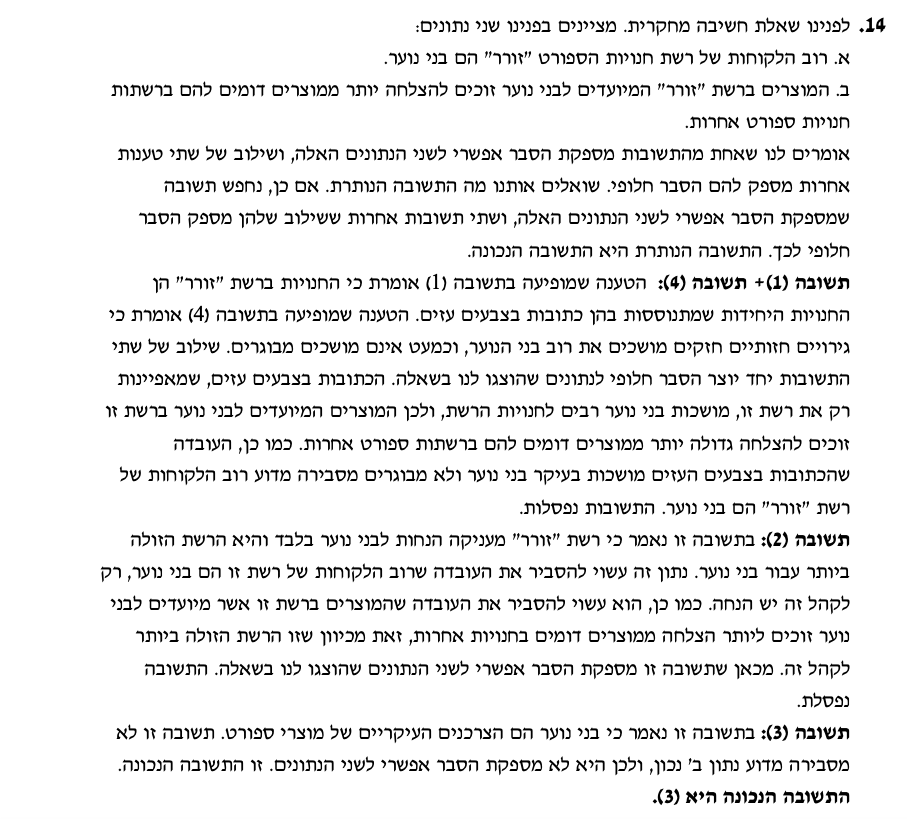 14. לפנינו שאלת חשיבה מחקרית. מציינים בפנינו שני נתונים:
א. רוב הלקוחות של רשת חנויות הספורט "זורר" הם בני נוער.
ב. המוצרים ברשת "זורר" המיועדים לבני נוער זוכים להצלחה יותר ממוצרים דומים להם ברשתות
חנויות ספורט אחרות.
אומרים לנו שאחת מהתשובות מספקת הסבר אפשרי לשני הנתונים האלה, ושילוב של שתי טענות
אחרות מספק להם הסבר חלופי. שואלים אותנו מה התשובה הנותרת. אם כן, נחפש תשובה
שמספקת הסבר אפשרי לשני הנתונים האלה, ושתי תשובות אחרות ששילוב שלהן מספק הסבר
חלופי לכך. התשובה הנותרת היא התשובה הנכונה.
תשובה (1)+ תשובה (4): הטענה שמופיעה בתשובה (1) אומרת כי החנויות ברשת "זורר" הן
החנויות היחידות שמתנוססות בהן כתובות בצבעים עזים. הטענה שמופיעה בתשובה (4) אומרת כי
גירויים חזותיים חזקים מושכים את רוב בני הנוער, וכמעט אינם מושכים מבוגרים. שילוב של שתי
התשובות יחד יוצר הסבר חלופי לנתונים שהוצגו לנו בשאלה. הכתובות בצבעים עזים, שמאפיינות
רק את רשת זו, מושכות בני נוער רבים לחנויות הרשת, ולכן המוצרים המיועדים לבני נוער ברשת זו
זוכים להצלחה גדולה יותר ממוצרים דומים להם ברשתות ספורט אחרות. כמו כן, העובדה
שהכתובות בצבעים העזים מושכות בעיקר בני נוער ולא מבוגרים מסבירה מדוע רוב הלקוחות של
רשת "זורר" הם בני נוער. התשובות נפסלות.
תשובה (2): בתשובה זו נאמר כי רשת "זורר" מעניקה הנחות לבני נוער בלבד והיא הרשת הזולה
ביותר עבור בני נוער. נתון זה עשוי להסביר את העובדה שרוב הלקוחות של רשת זו הם בני נוער, רק
לקהל זה יש הנחה. כמו כן, הוא עשוי להסביר את העובדה שהמוצרים ברשת זו אשר מיועדים לבני
נוער זוכים ליותר הצלחה ממוצרים דומים בחנויות אחרות, זאת מכיוון שזו הרשת הזולה ביותר
לקהל זה. מכאן שתשובה זו מספקת הסבר אפשרי לשני הנתונים שהוצגו לנו בשאלה. התשובה
נפסלת.
תשובה (3): בתשובה זו נאמר כי בני נוער הם הצרכנים העיקריים של מוצרי ספורט. תשובה זו לא
מסבירה מדוע נתון ב' נכון, ולכן היא לא מספקת הסבר אפשרי לשני הנתונים. זו התשובה הנכונה.
התשובה הנכונה היא (3).